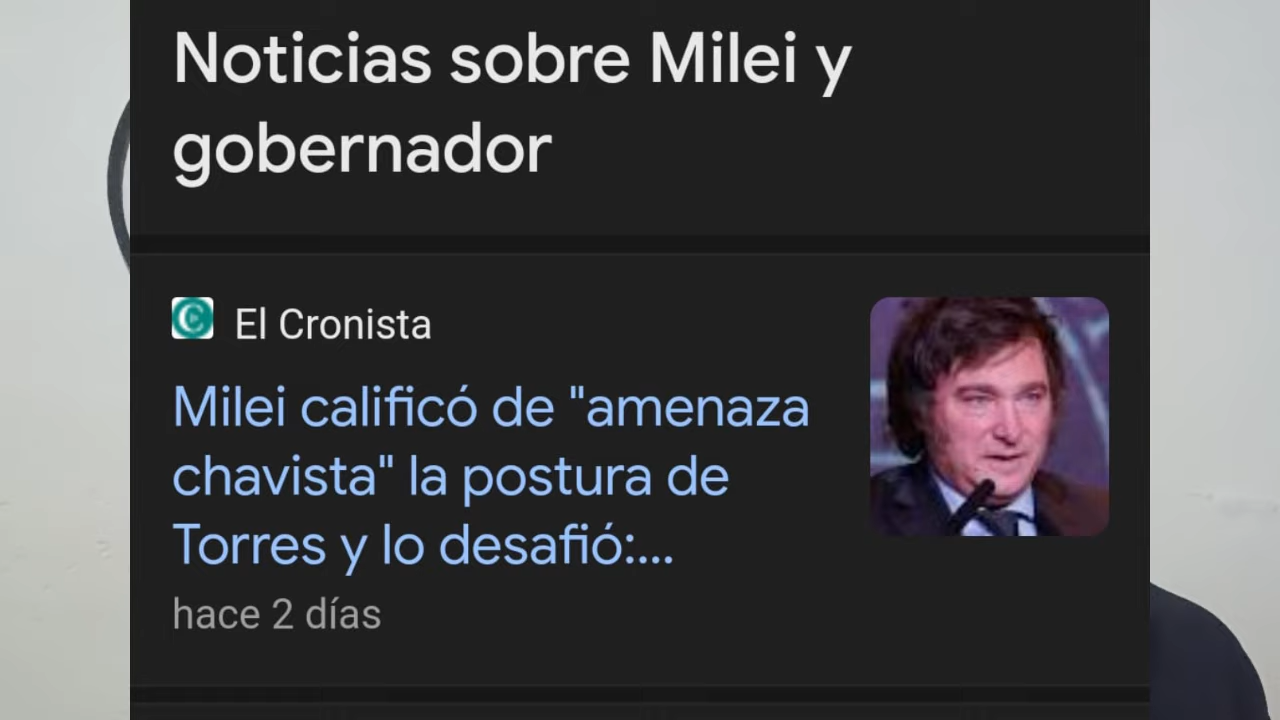 Noticias sobre Milei y
gobernador
El Cronista
Milei calificó de "amenaza
chavista" la postura de
Torres y lo desafió:...
hace 2 días